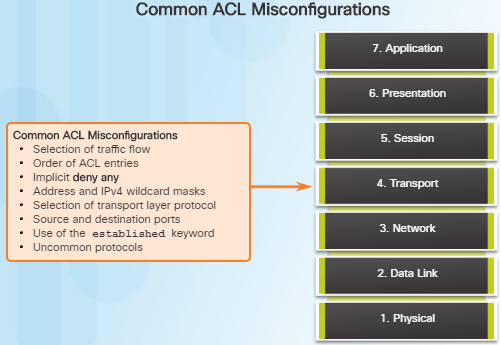 Common ACL Misconfigurations
7. Application
6. Presentation
5. Session
4. Transport
3. Network
2. Data Link
1. Physical
Common ACL Misconfigurations
• Selection of traffic flow
• Order of ACL entries
• Implicit deny any
• Address and IPv4 wildcard masks
• Selection of transport layer protocol
• Source and destination ports
• Use of the established keyword
• Uncommon protocols